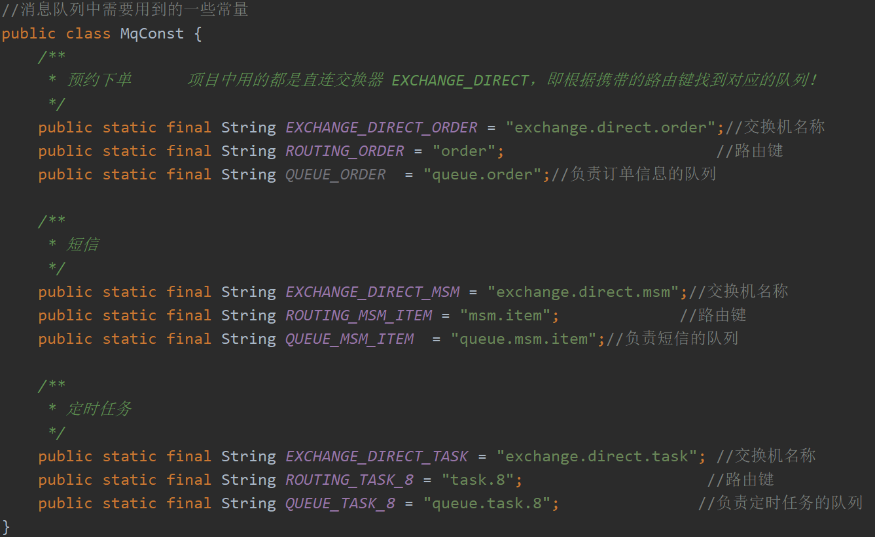 //消息队列中需要用到的一些常量
public class MqConst {
/**
* 预约下单 项目中用的都是直连交换器 EXCHANGE_DIRECT，即根据携带的路由键找到对应的队列！
*/
public static final String EXCHANGE_DIRECT_ORDER = "exchange.direct.order";//交换机名称
public static final String ROUTING_ORDER = "order"; //路由键
public static final String QUEUE_ORDER = "queue.order";//负责订单信息的队列
/**
* 短信
*/
public static final String EXCHANGE_DIRECT_MSM = "exchange.direct.msm";//交换机名称
public static final String ROUTING_MSM_ITEM = "msm.item"; //路由键
public static final String QUEUE_MSM_ITEM = "queue.msm.item";//负责短信的队列
/**
* 定时任务
*/
public static final String EXCHANGE_DIRECT_TASK = "exchange.direct.task"; //交换机名称
public static final String ROUTING_TASK_8 = "task.8"; //路由键
public static final String QUEUE_TASK_8 = "queue.task.8"; //负责定时任务的队列
}